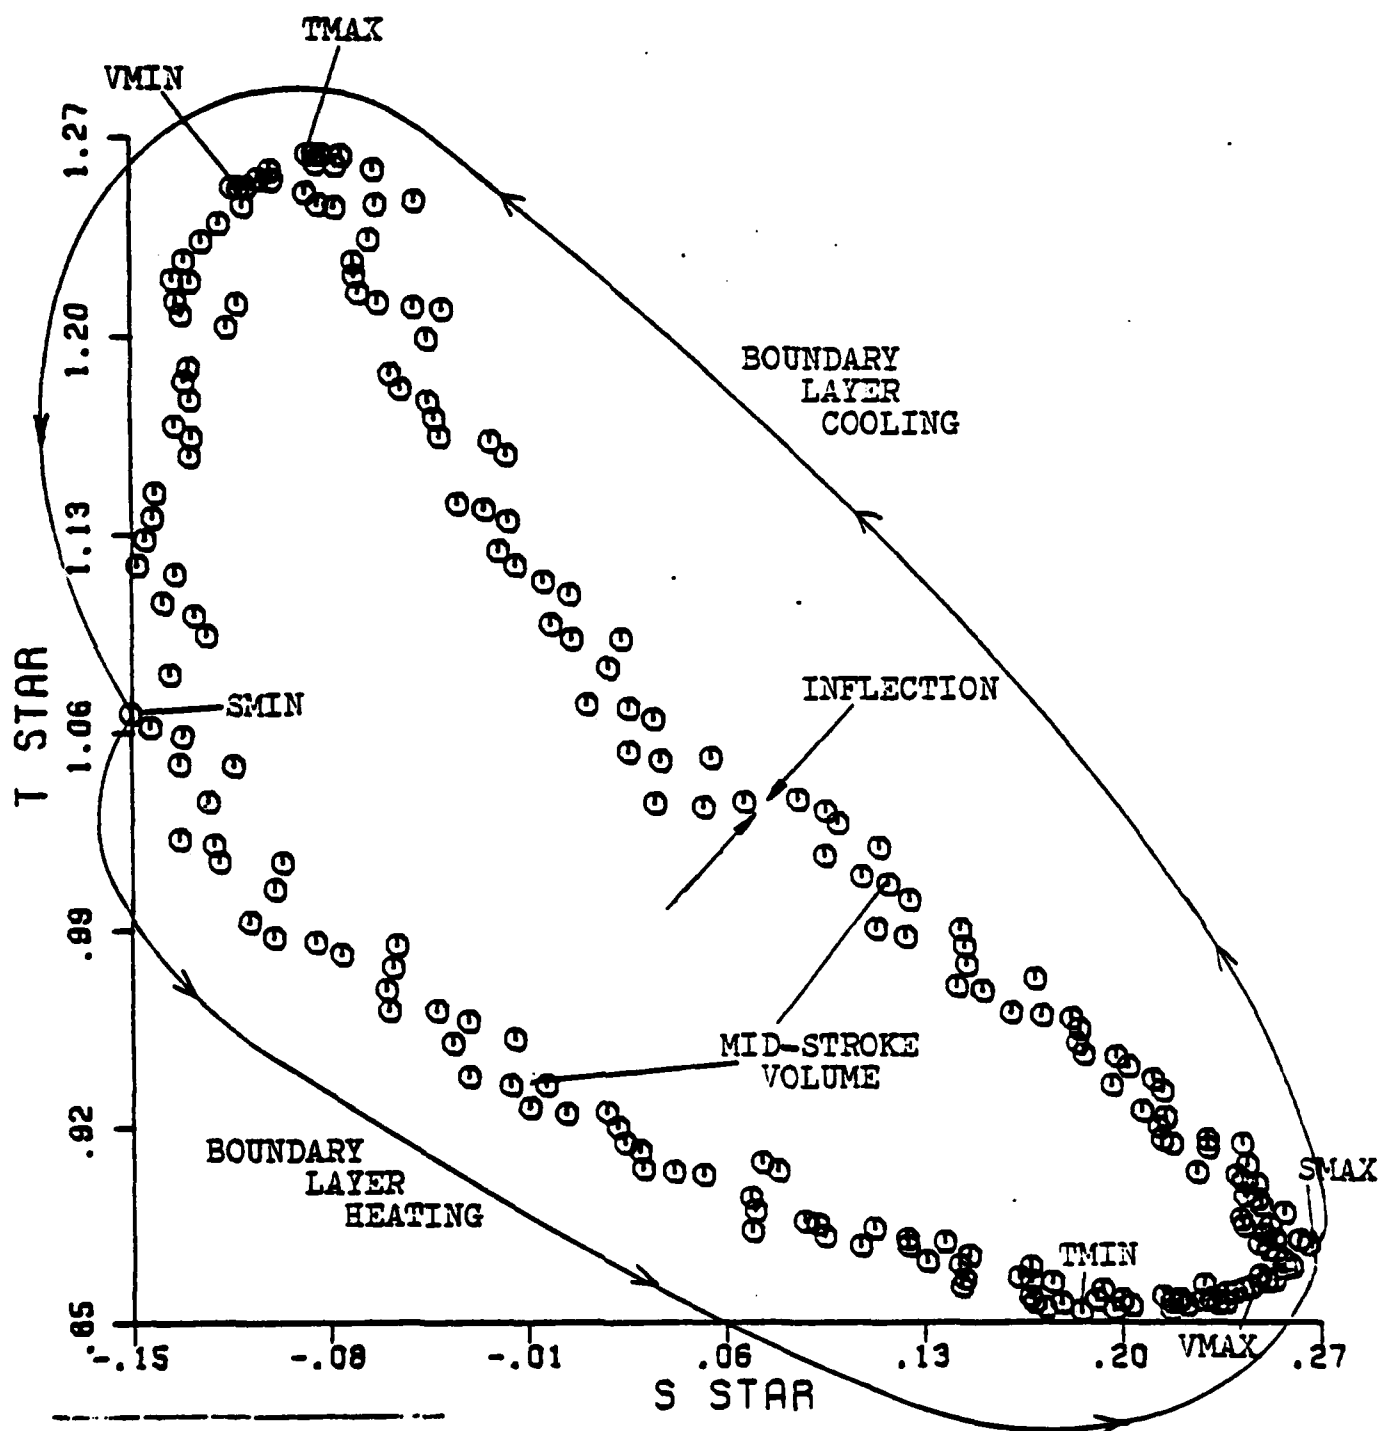 TMAX
VMIN
1.27
1.20
BOUNDARY
LAYER
COOLING
1.13
INFLECTION
SMIN
T STAR
1.06
.99
MID-STROKE
VOLUME
.92
BOUNDARY
LAYER
HEATING
SMAX
TMIN
.85
VMAX
-.15
-.08
-.01
.06
.13
.20
.27
S STAR